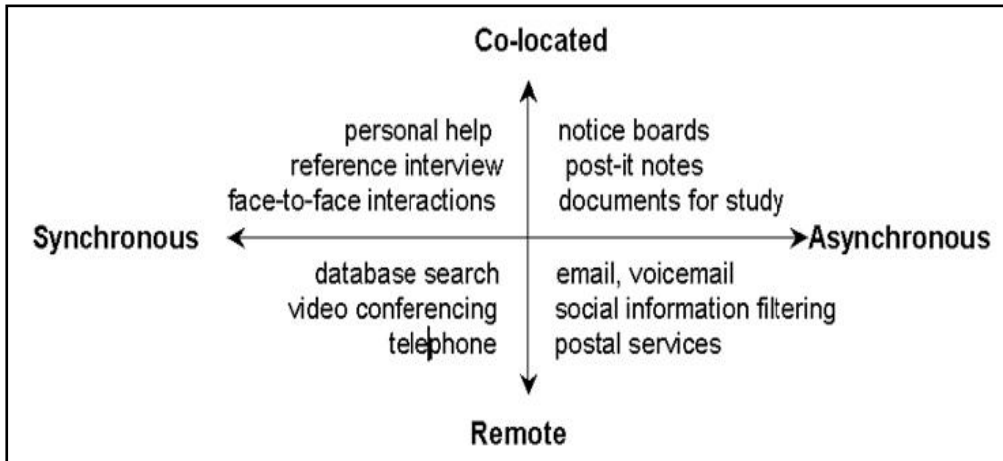 Co-located
personal help
notice boards
reference interview
post-it notes
face-to-face interactions
documents for study
Synchronous
Asynchronous
database search
email, voicemail
video conferencing
social information filtering
telephone
postal services
Remote